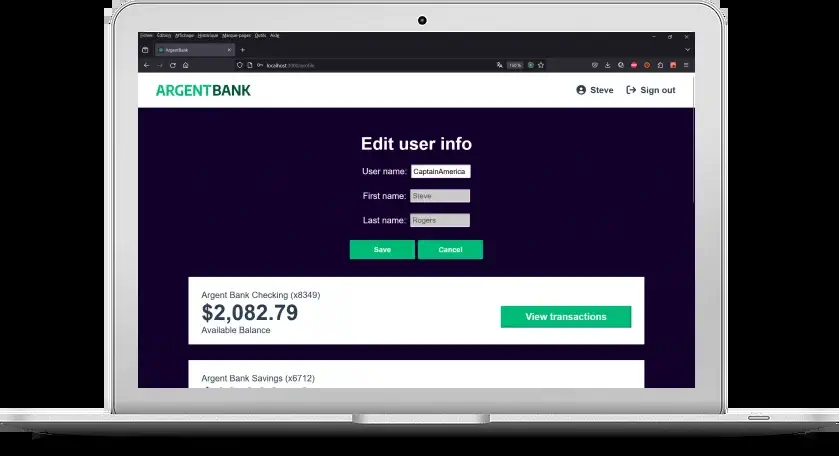 Fichier Édition Affichage Historique Marque-pages Outils Aide
ArgentBank
localhost:3000/profile 150%
ARGENTBANK Steve Sign out
Edit user info
User name: CaptainAmerica
First name: Steve
Last name: Rogers
Save Cancel
Argent Bank Checking (x8349)
$2,082.79
Available Balance
View transactions
Argent Bank Savings (x6712)